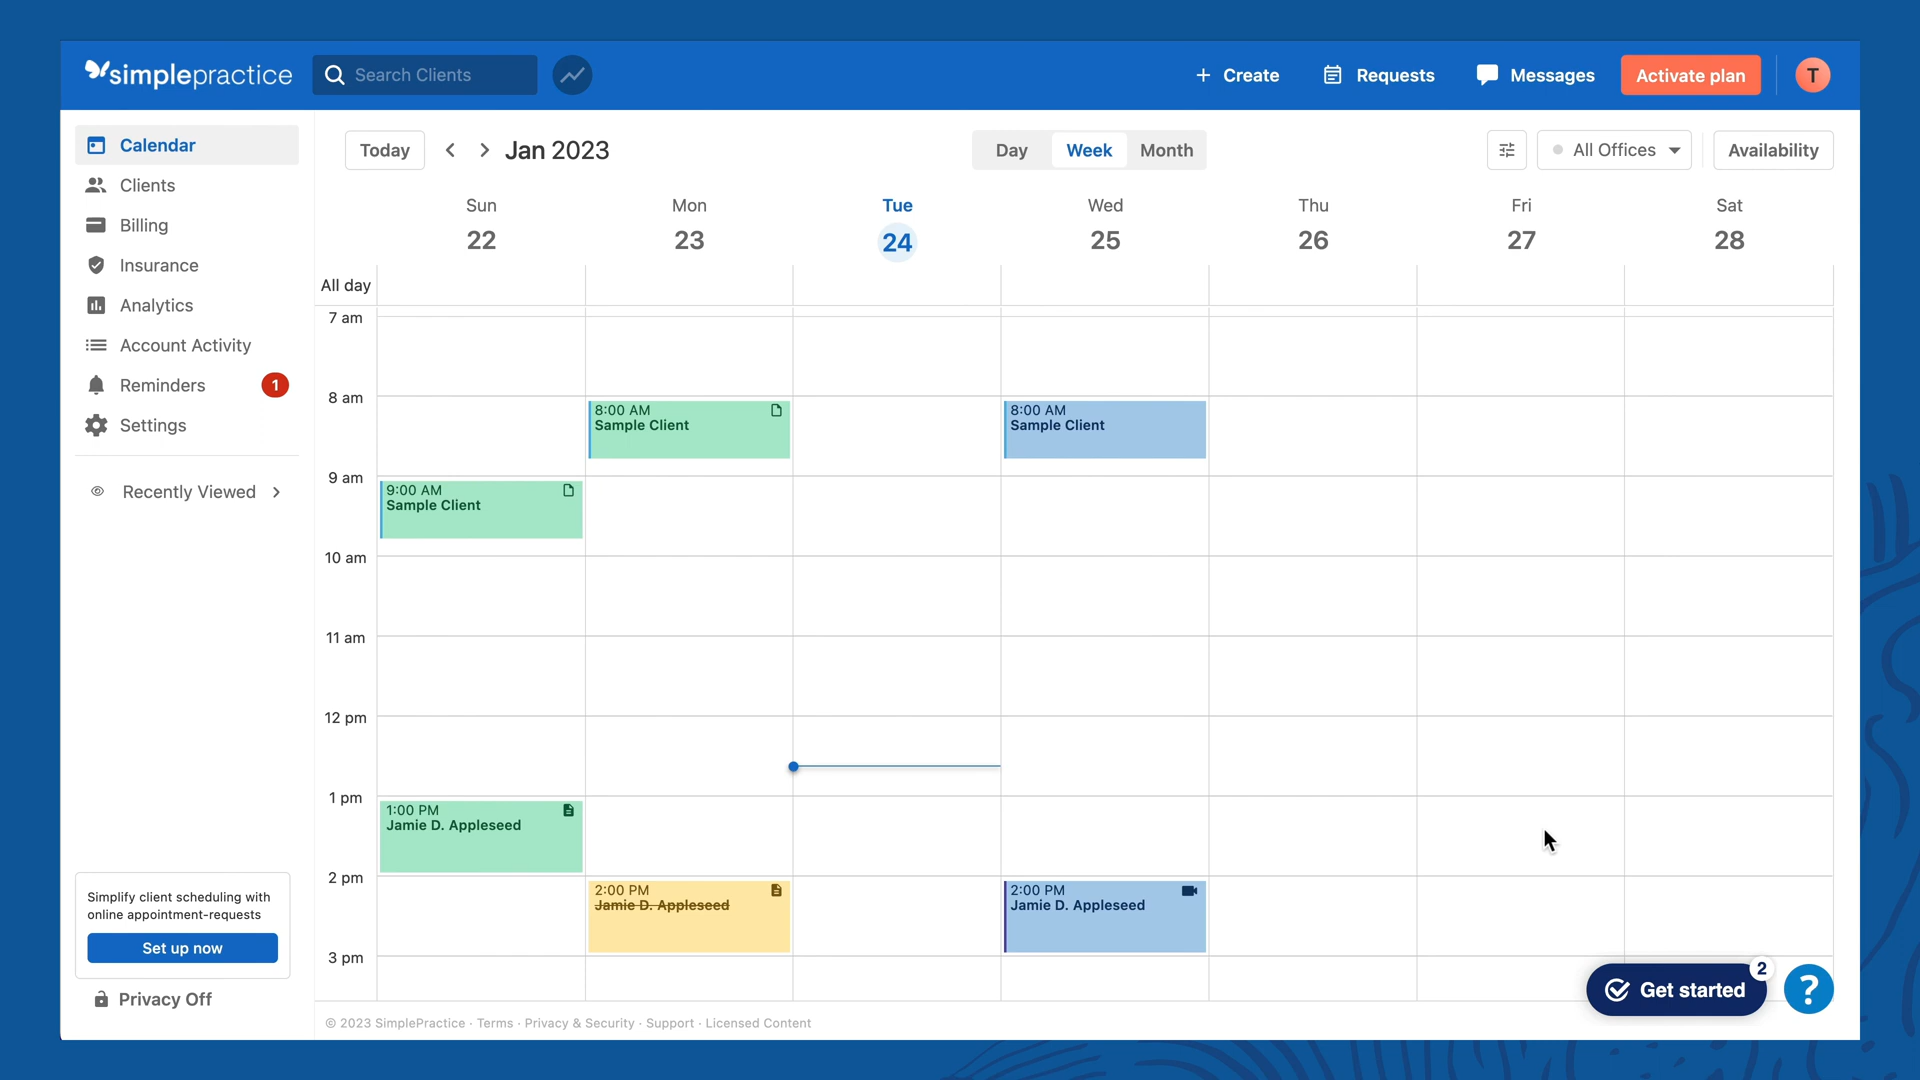 simplepractice
Search Clients
Create
Requests
Messages
Activate plan
T
Calendar
Clients
Billing
Insurance
Analytics
Account Activity
Reminders
1
Settings
Recently Viewed
Simplify client scheduling with
online appointment-requests
Set up now
Privacy Off
Today
Jan 2023
Day
Week
Month
All Offices
Availability
Sun
22
Mon
23
Tue
24
Wed
25
Thu
26
Fri
27
Sat
28
All day
7 am
8 am
8:00 AM
Sample Client
8:00 AM
Sample Client
9 am
9:00 AM
Sample Client
10 am
11 am
12 pm
1 pm
1:00 PM
Jamie D. Appleseed
2 pm
2:00 PM
Jamie D. Appleseed
2:00 PM
Jamie D. Appleseed
3 pm
Get started
2
?
© 2023 SimplePractice · Terms · Privacy & Security · Support · Licensed Content